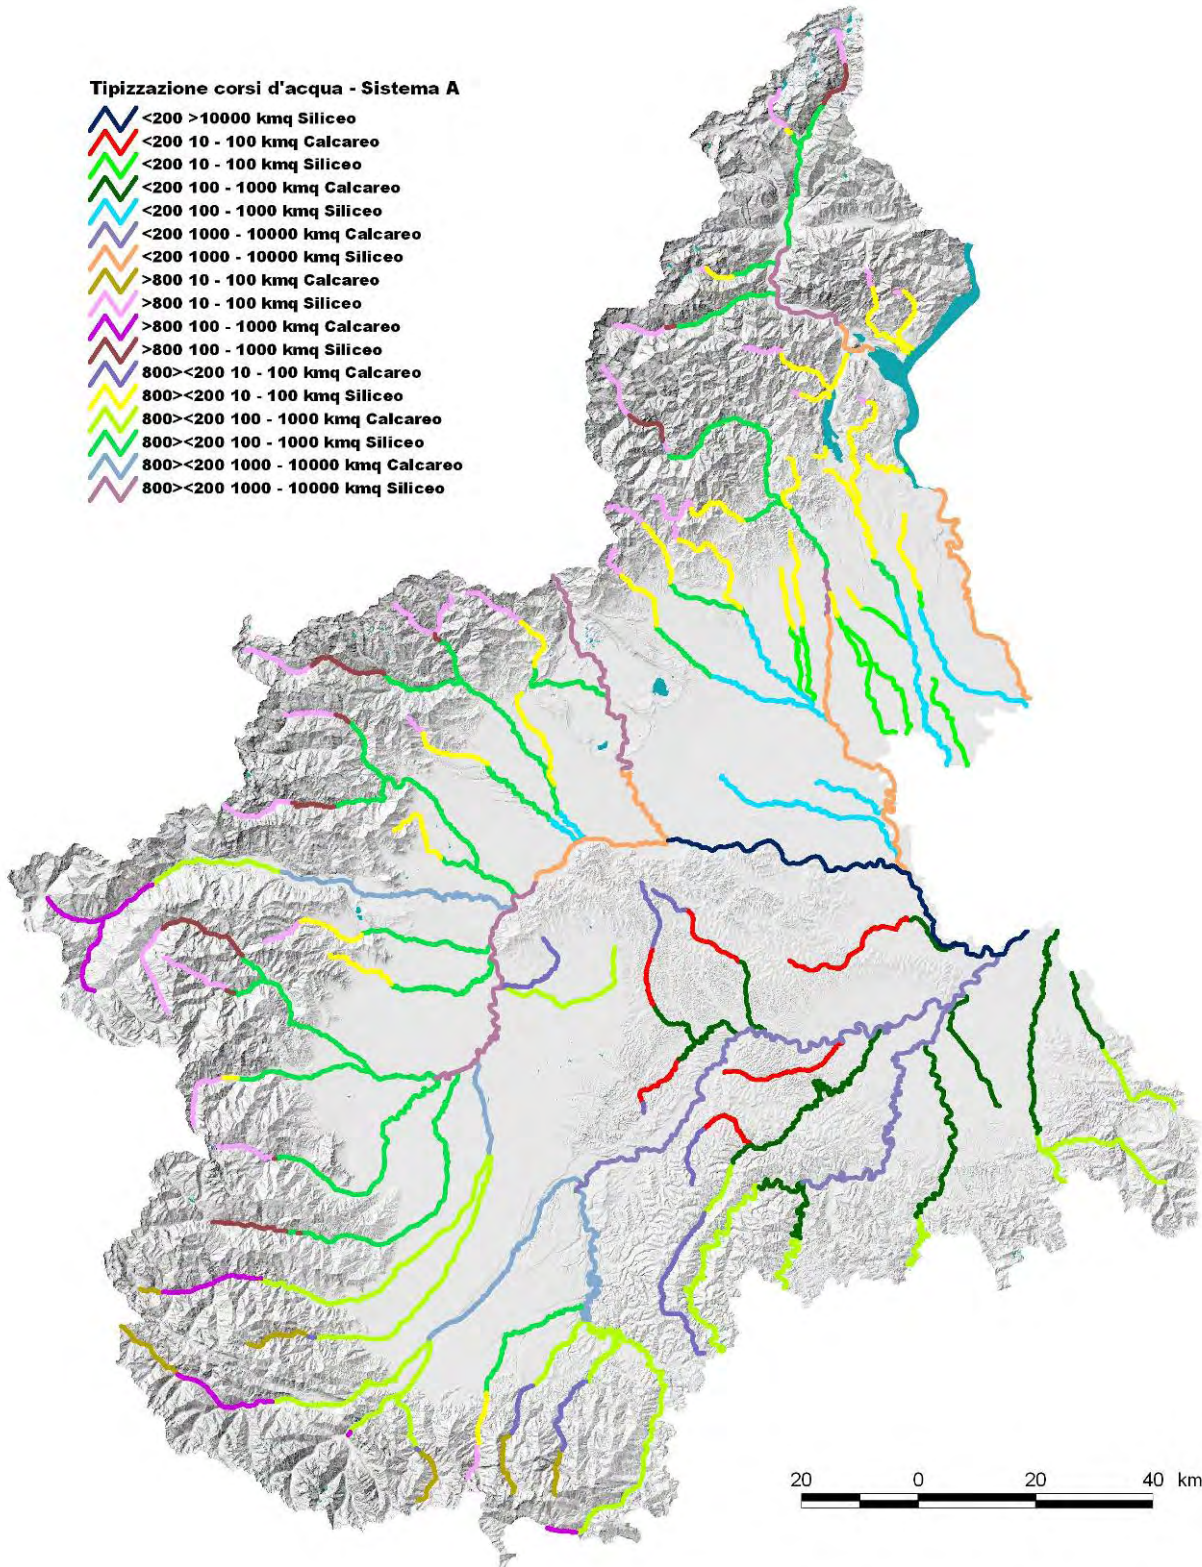 Tipizzazione corsi d'acqua - Sistema A
<200 >10000 kmq Siliceo
<200 10 - 100 kmq Calcareo
<200 10 - 100 kmq Siliceo
<200 100 - 1000 kmq Calcareo
<200 100 - 1000 kmq Siliceo
<200 1000 - 10000 kmq Calcareo
<200 1000 - 10000 kmq Siliceo
>800 10 - 100 kmq Calcareo
>800 10 - 100 kmq Siliceo
>800 100 - 1000 kmq Calcareo
>800 100 - 1000 kmq Siliceo
800><200 10 - 100 kmq Calcareo
800><200 10 - 100 kmq Siliceo
800><200 100 - 1000 kmq Calcareo
800><200 100 - 1000 kmq Siliceo
800><200 1000 - 10000 kmq Calcareo
800><200 1000 - 10000 kmq Siliceo
20 0 20 40 km